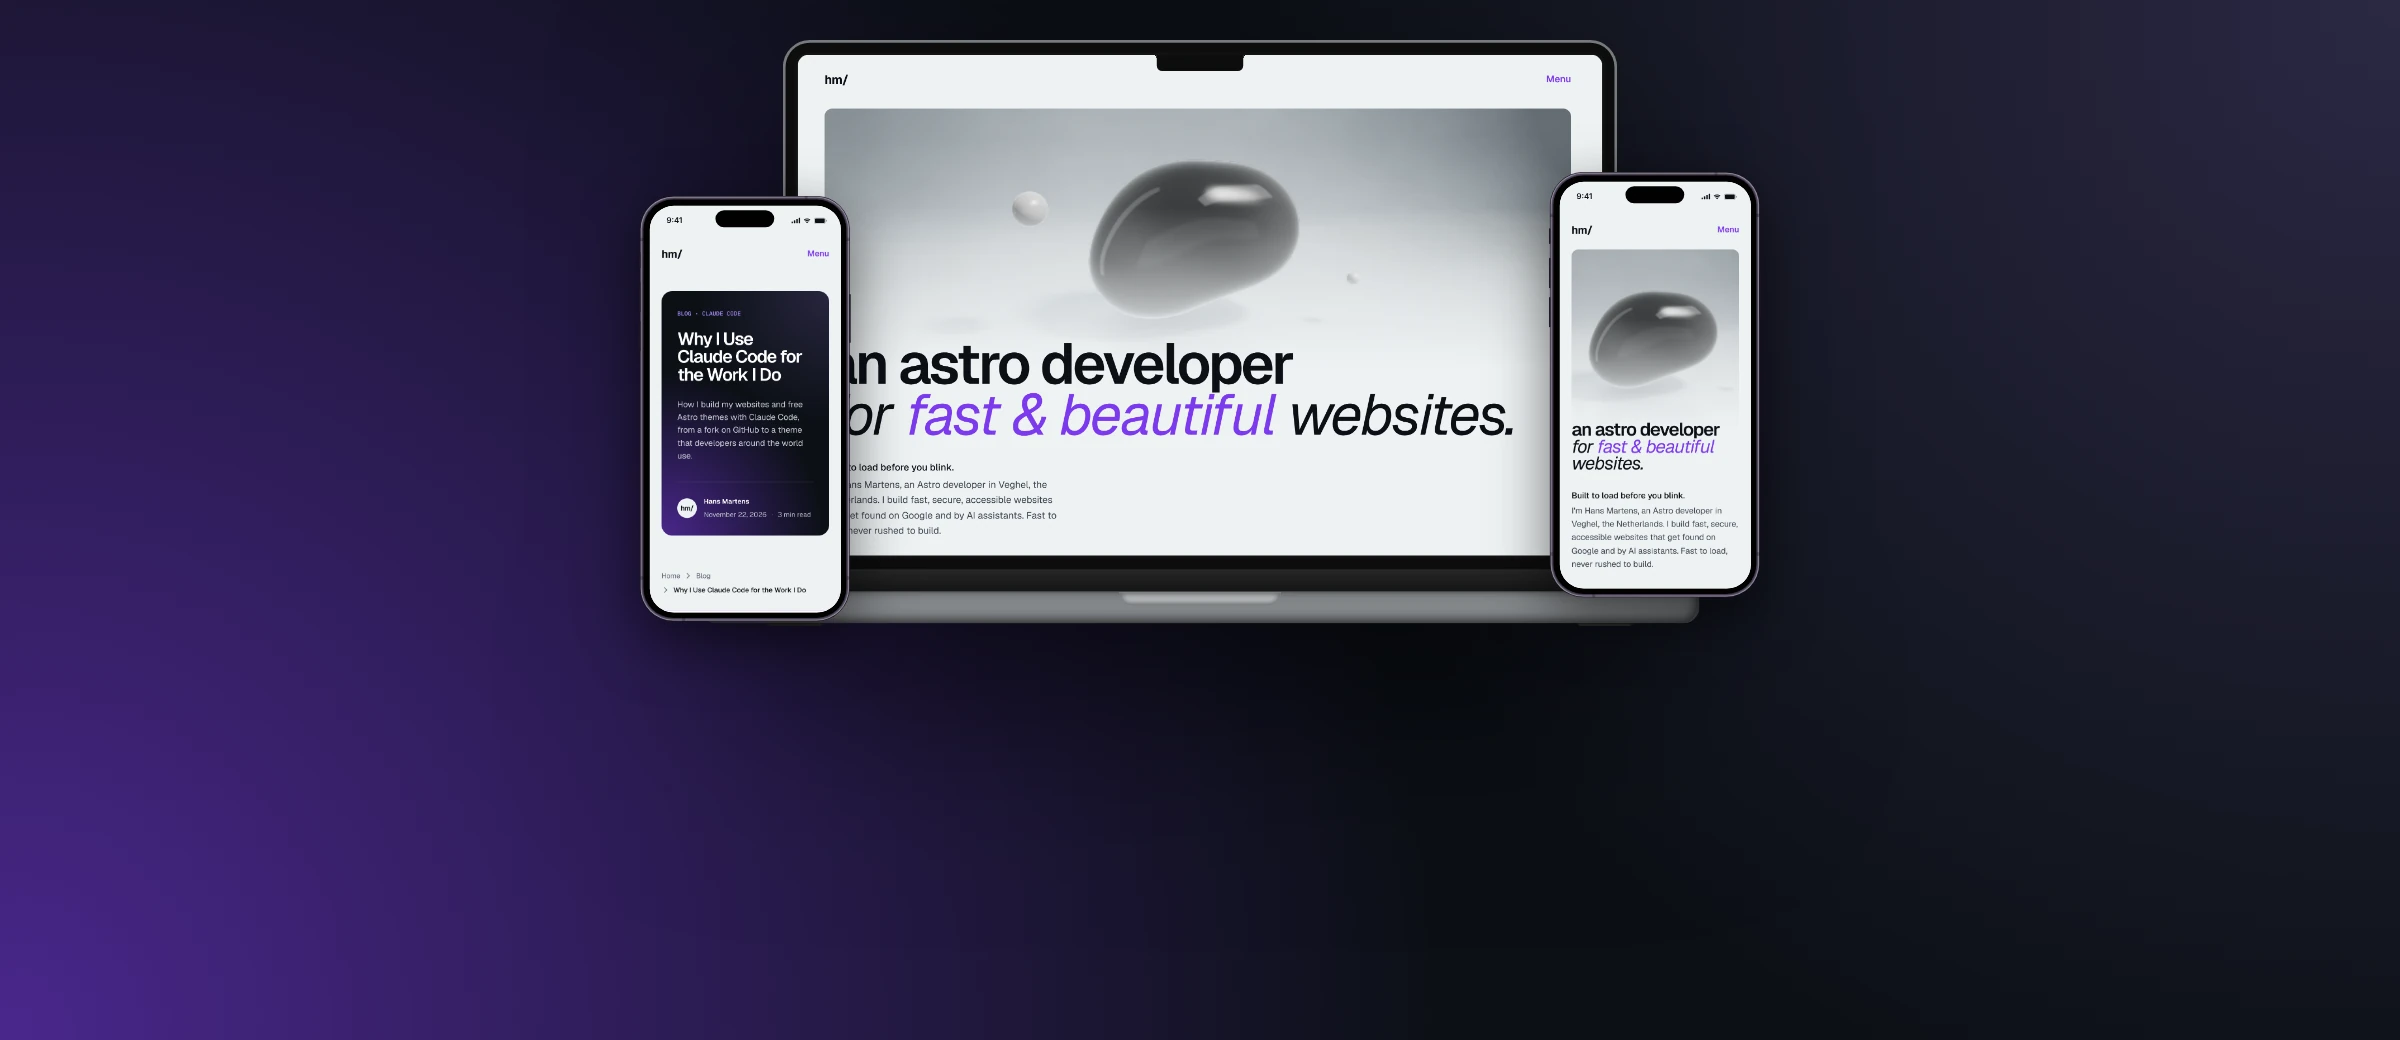 hm/
Menu
an astro developer
for fast & beautiful websites.
to load before you blink.
ans Martens, an Astro developer in Veghel, the
erlands. I build fast, secure, accessible websites
et found on Google and by AI assistants. Fast to
never rushed to build.
9:41
hm/
Menu
BLOG · CLAUDE CODE
Why I Use
Claude Code for
the Work I Do
How I build my websites and free
Astro themes with Claude Code,
from a fork on GitHub to a theme
that developers around the world
use.
hm/
Hans Martens
November 22, 2026 · 3 min read
Home > Blog
> Why I Use Claude Code for the Work I Do
9:41
hm/
Menu
an astro developer
for fast & beautiful
websites.
Built to load before you blink.
I'm Hans Martens, an Astro developer in
Veghel, the Netherlands. I build fast, secure,
accessible websites that get found on
Google and by AI assistants. Fast to load,
never rushed to build.